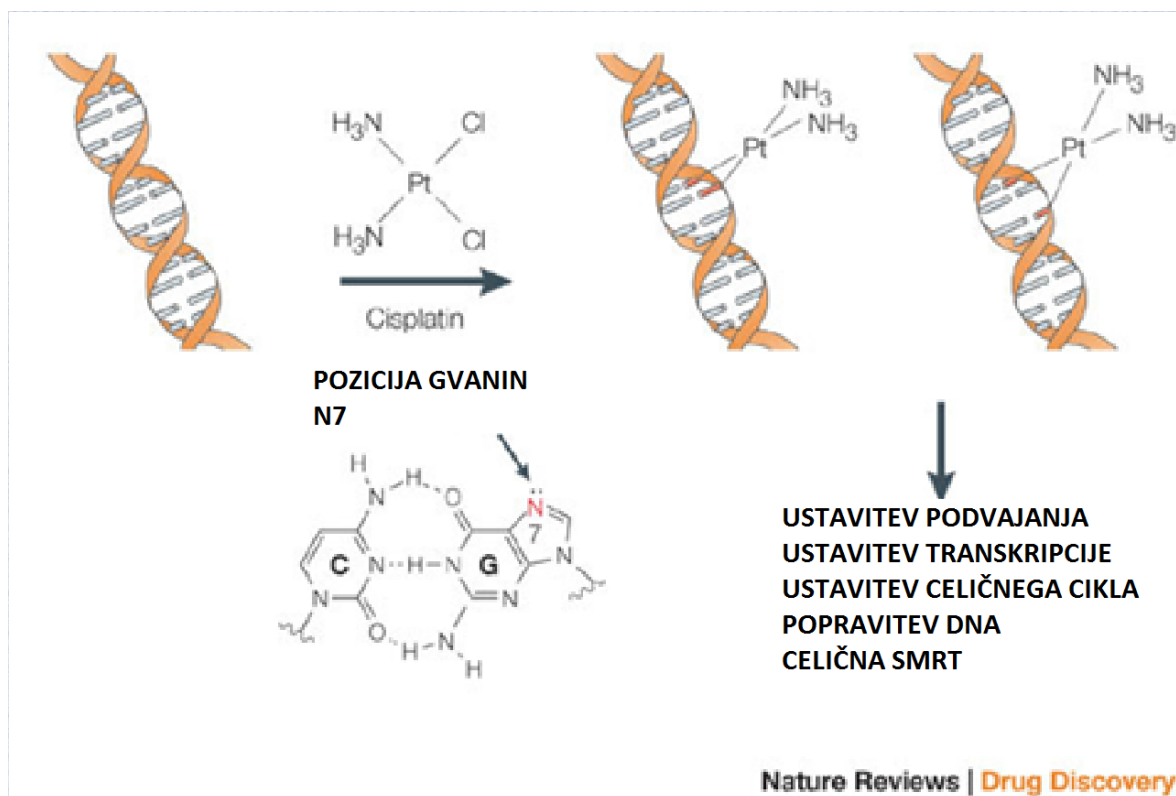 NH₃
NH₃
Pt
NH₃
NH₃
Pt
H₃N
Cl
Pt
H₃N
Cl
Cisplatin
POZICIJA GVANIN
N7
H
H
N
O
N
7
C
N
H
N
G
N
N
O
N
H
N
H
USTAVITEV PODVAJANJA
USTAVITEV TRANSKRIPCIJE
USTAVITEV CELIČNEGA CIKLA
POPRAVITEV DNA
CELIČNA SMRT
Nature Reviews | Drug Discovery